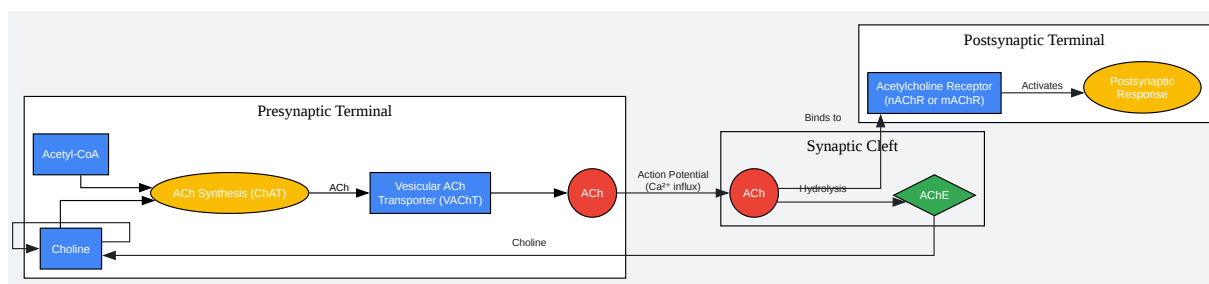 Postsynaptic Terminal
Acetylcholine Receptor
(nAChR or mAChR)
Activates
Postsynaptic
Response
Presynaptic Terminal
Binds to
Synaptic Cleft
Acetyl-CoA
ACh Synthesis (ChAT)
ACh
Vesicular ACh
Transporter (VAChT)
ACh
Action Potential
(Ca²⁺ influx)
ACh
Hydrolysis
AChE
Choline
Choline